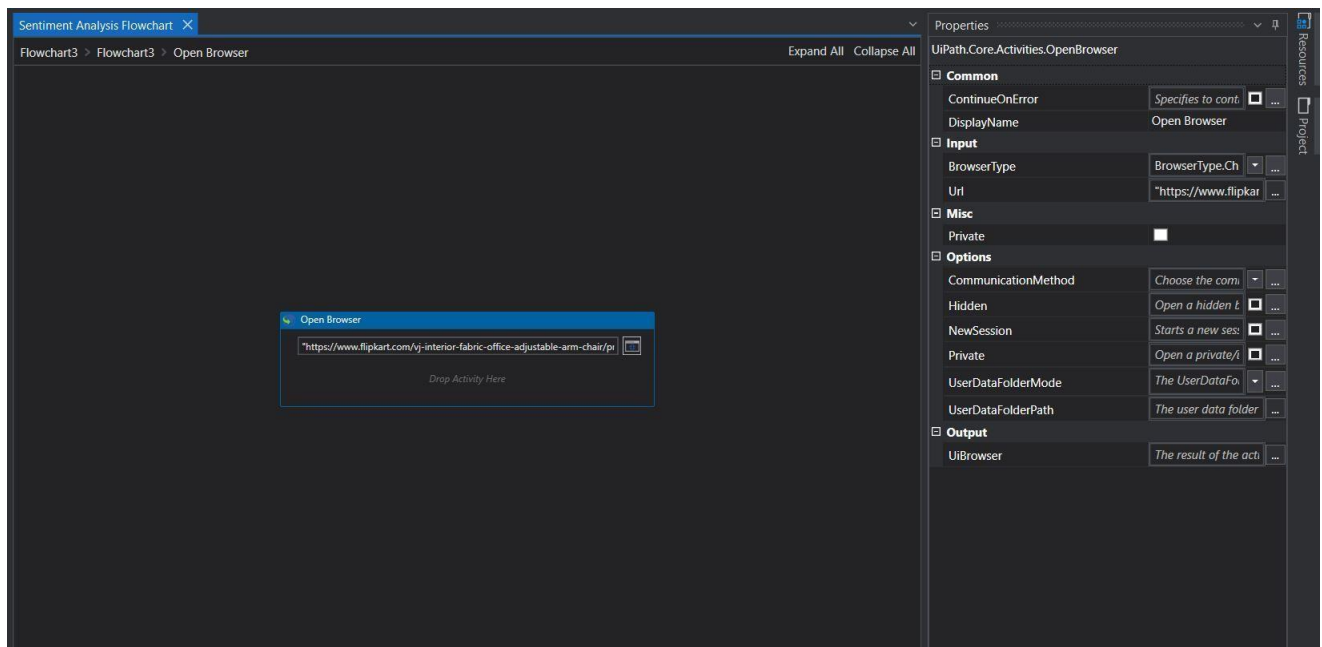 Sentiment Analysis Flowchart
Flowchart3 > Flowchart3 > Open Browser
Expand All Collapse All
Open Browser
"https://www.flipkart.com/vj-interior-fabric-office-adjustable-arm-chair/pr
Drop Activity Here
Properties
UiPath.Core.Activities.OpenBrowser
Common
ContinueOnError Specifies to cont ...
DisplayName Open Browser
Input
BrowserType BrowserType.Ch ...
Url "https://www.flipkar ...
Misc
Private
Options
CommunicationMethod Choose the com ...
Hidden Open a hidden b ...
NewSession Starts a new ses ...
Private Open a private/i ...
UserDataFolderMode The UserDataFo ...
UserDataFolderPath The user data folder ...
Output
UiBrowser The result of the acti ...
Resources
Project